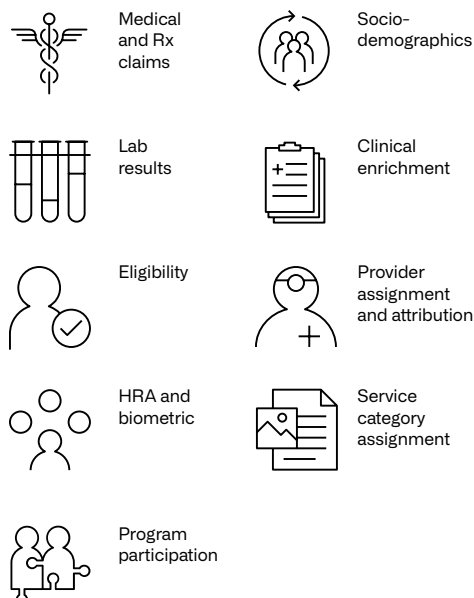 Medical
and Rx
claims
Socio-
demographics
Lab
results
Clinical
enrichment
Eligibility
Provider
assignment
and attribution
HRA and
biometric
Service
category
assignment
Program
participation